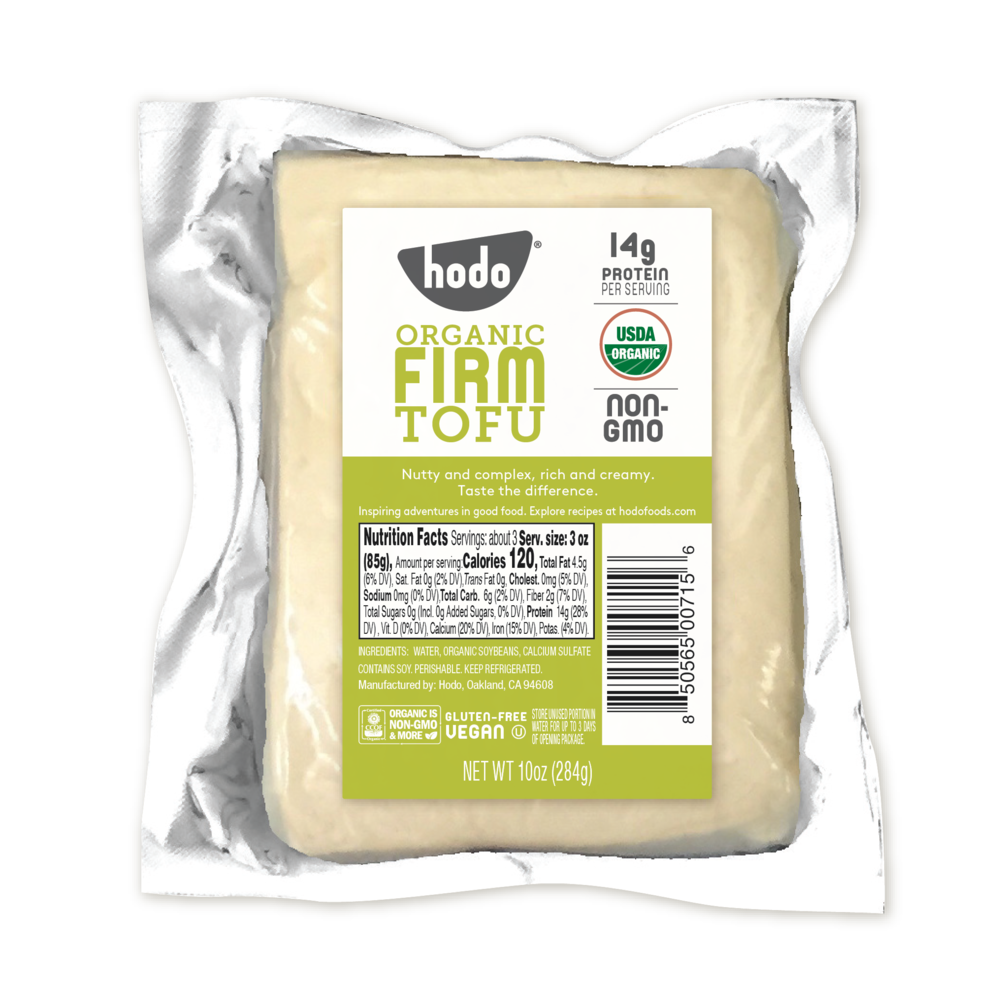 hodo®
ORGANIC
FIRM
TOFU
14g
PROTEIN
PER SERVING
USDA
ORGANIC
NON-
GMO
Nutty and complex, rich and creamy.
Taste the difference.
Inspiring adventures in good food. Explore recipes at hodofoods.com
Nutrition Facts Servings: about 3 Serv. size: 3 oz
(85g), Amount per serving: Calories 120, Total Fat 4.5g
(6% DV), Sat. Fat 0g (2% DV), Trans Fat 0g, Cholest. 0mg (5% DV),
Sodium 0mg (0% DV), Total Carb. 6g (2% DV), Fiber 2g (7% DV),
Total Sugars 0g (Incl. 0g Added Sugars, 0% DV), Protein 14g (28%
DV), Vit. D (0% DV), Calcium (20% DV), Iron (15% DV), Potas. (4% DV).
INGREDIENTS: WATER, ORGANIC SOYBEANS, CALCIUM SULFATE
CONTAINS SOY. PERISHABLE. KEEP REFRIGERATED.
Manufactured by: Hodo, Oakland, CA 94608
8 50565 00715 6
CCOF
ORGANIC IS
NON-GMO
& MORE
GLUTEN-FREE
VEGAN U
STORE UNUSED PORTION IN
WATER FOR UP TO 3 DAYS
OF OPENING PACKAGE.
NET WT 10oz (284g)